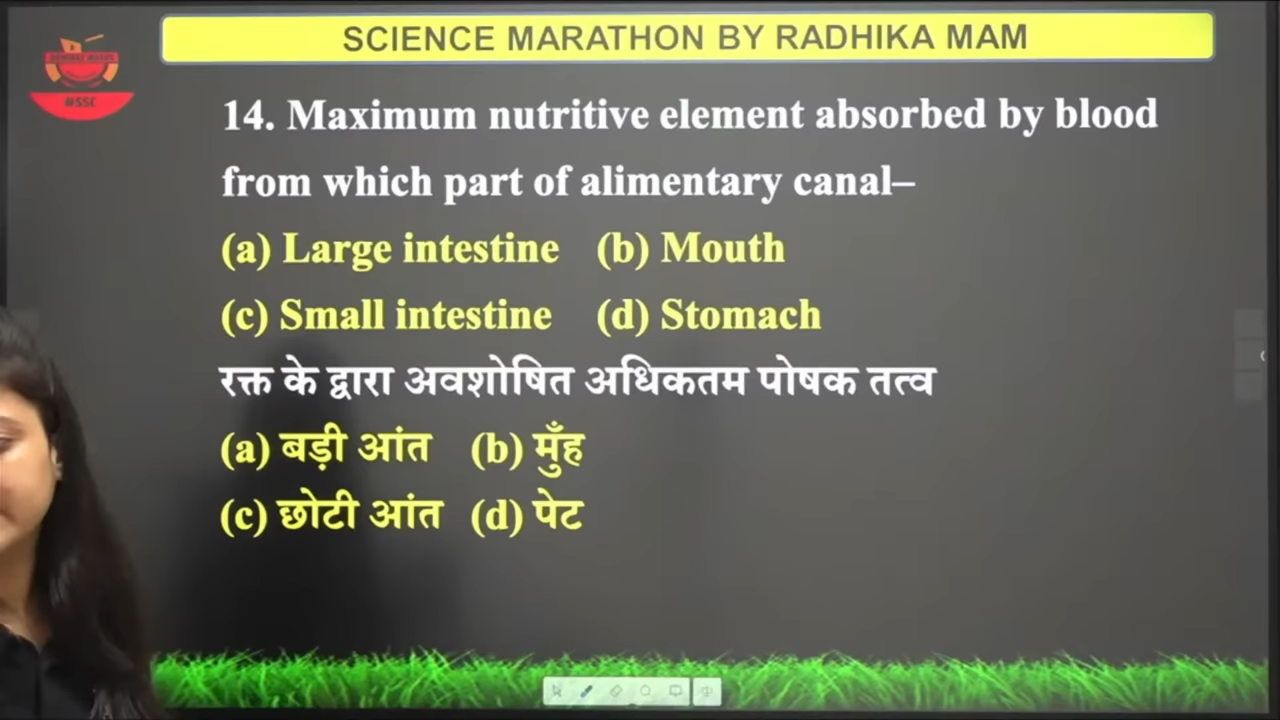 SCIENCE MARATHON BY RADHIKA MAM
#SSC
14. Maximum nutritive element absorbed by blood
from which part of alimentary canal–
(a) Large intestine (b) Mouth
(c) Small intestine (d) Stomach
रक्त के द्वारा अवशोषित अधिकतम पोषक तत्व
(a) बड़ी आंत (b) मुँह
(c) छोटी आंत (d) पेट